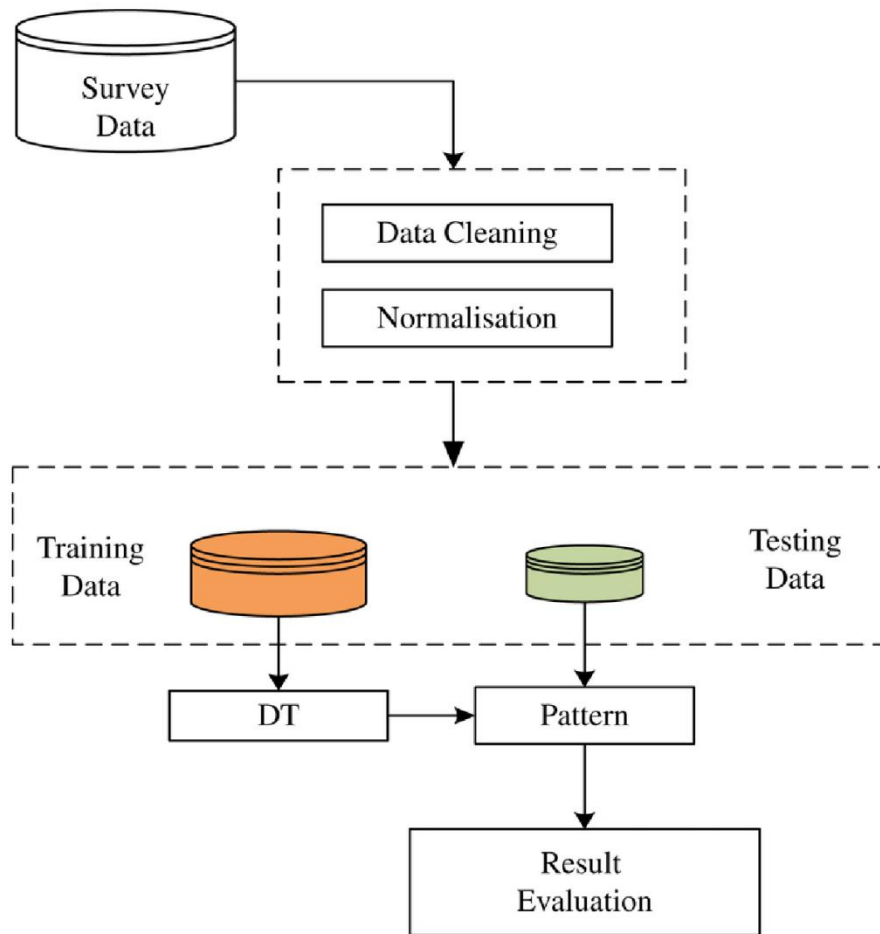 Survey
Data
Data Cleaning
Normalisation
Training
Data
Testing
Data
DT
Pattern
Result
Evaluation